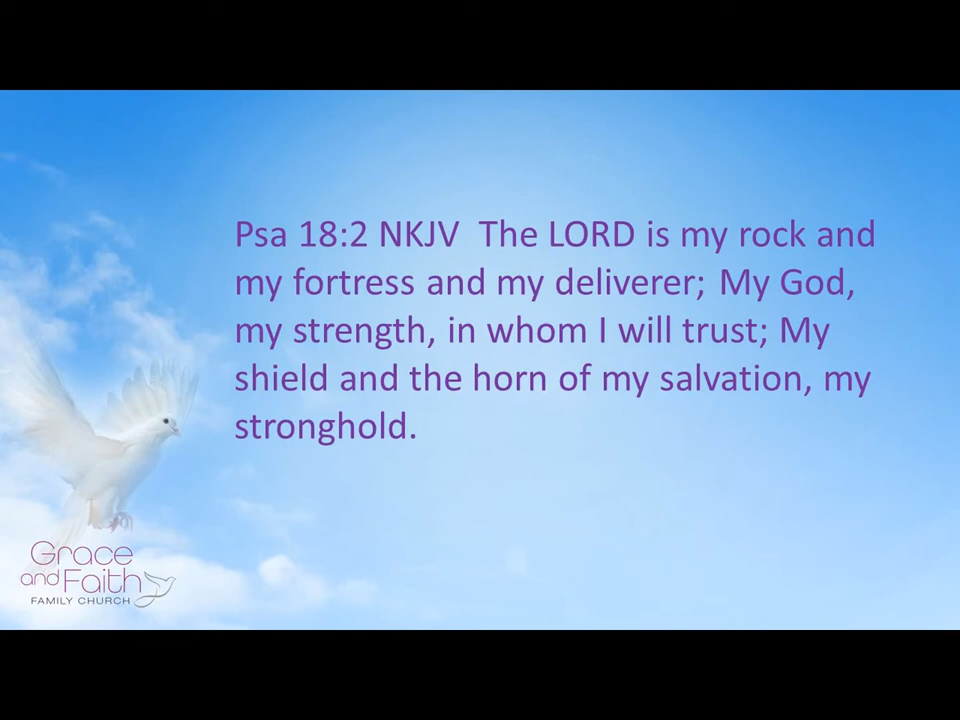 Psa 18:2 NKJV  The LORD is my rock and
my fortress and my deliverer; My God,
my strength, in whom I will trust; My
shield and the horn of my salvation, my
stronghold.
Grace
and Faith
FAMILY CHURCH